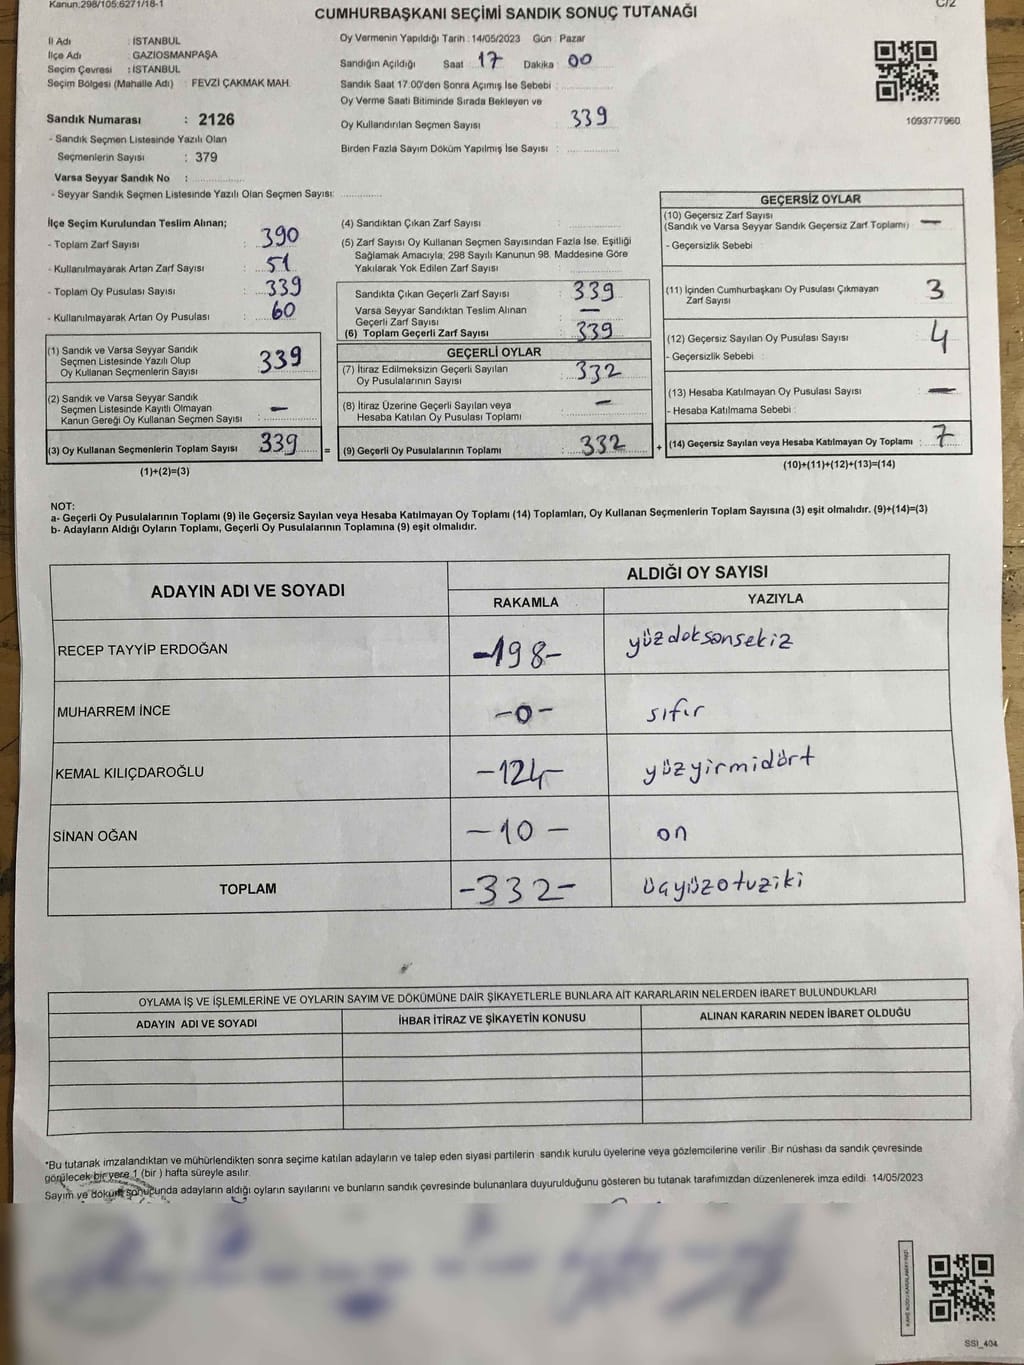 Kanun:298/105:6271/18-1
C/2
CUMHURBAŞKANI SEÇİMİ SANDIK SONUÇ TUTANAĞI
İl Adı : İSTANBUL
İlçe Adı : GAZİOSMANPAŞA
Seçim Çevresi : İSTANBUL
Seçim Bölgesi (Mahalle Adı) : FEVZİ ÇAKMAK MAH.
Sandık Numarası : 2126
- Sandık Seçmen Listesinde Yazılı Olan
Seçmenlerin Sayısı : 379
Varsa Seyyar Sandık No :
- Seyyar Sandık Seçmen Listesinde Yazılı Olan Seçmen Sayısı:
Oy Vermenin Yapıldığı Tarih : 14/05/2023 Gün : Pazar
Sandığın Açıldığı Saat 17 Dakika : 00
Sandık Saat 17:00'den Sonra Açımış İse Sebebi :
Oy Verme Saati Bitiminde Sırada Bekleyen ve
Oy Kullandırılan Seçmen Sayısı 339
Birden Fazla Sayım Döküm Yapılmış İse Sayısı :
1093777960
İlçe Seçim Kurulundan Teslim Alınan;
- Toplam Zarf Sayısı : 390
- Kullanılmayarak Artan Zarf Sayısı : 51
- Toplam Oy Pusulası Sayısı : 339
- Kullanılmayarak Artan Oy Pusulası : 60
(1) Sandık ve Varsa Seyyar Sandık
Seçmen Listesinde Yazılı Olup
Oy Kullanan Seçmenlerin Sayısı 339
(2) Sandık ve Varsa Seyyar Sandık
Seçmen Listesinde Kayıtlı Olmayan
Kanun Gereği Oy Kullanan Seçmen Sayısı : —
(3) Oy Kullanan Seçmenlerin Toplam Sayısı 339 =
(1)+(2)=(3)
(4) Sandıktan Çıkan Zarf Sayısı :
(5) Zarf Sayısı Oy Kullanan Seçmen Sayısından Fazla İse, Eşitliği
Sağlamak Amacıyla; 298 Sayılı Kanunun 98. Maddesine Göre
Yakılarak Yok Edilen Zarf Sayısı :
Sandıkta Çıkan Geçerli Zarf Sayısı : 339
Varsa Seyyar Sandıktan Teslim Alınan
Geçerli Zarf Sayısı : —
(6) Toplam Geçerli Zarf Sayısı : 339
GEÇERLİ OYLAR
(7) İtiraz Edilmeksizin Geçerli Sayılan
Oy Pusulalarının Sayısı : 332
(8) İtiraz Üzerine Geçerli Sayılan veya
Hesaba Katılan Oy Pusulası Toplamı : —
(9) Geçerli Oy Pusulalarının Toplamı : 332 +
GEÇERSİZ OYLAR
(10) Geçersiz Zarf Sayısı
(Sandık ve Varsa Seyyar Sandık Geçersiz Zarf Toplamı) : —
- Geçersizlik Sebebi :
(11) İçinden Cumhurbaşkanı Oy Pusulası Çıkmayan
Zarf Sayısı 3
(12) Geçersiz Sayılan Oy Pusulası Sayısı : 4
- Geçersizlik Sebebi :
(13) Hesaba Katılmayan Oy Pusulası Sayısı : —
- Hesaba Katılmama Sebebi :
(14) Geçersiz Sayılan veya Hesaba Katılmayan Oy Toplamı : 7
(10)+(11)+(12)+(13)=(14)
NOT:
a- Geçerli Oy Pusulalarının Toplamı (9) ile Geçersiz Sayılan veya Hesaba Katılmayan Oy Toplamı (14) Toplamları, Oy Kullanan Seçmenlerin Toplam Sayısına (3) eşit olmalıdır. (9)+(14)=(3)
b- Adayların Aldığı Oyların Toplamı, Geçerli Oy Pusulalarının Toplamına (9) eşit olmalıdır.
ADAYIN ADI VE SOYADI
ALDIĞI OY SAYISI
RAKAMLA YAZIYLA
RECEP TAYYİP ERDOĞAN -198- yüzdoksansekiz
MUHARREM İNCE -0- sıfır
KEMAL KILIÇDAROĞLU -124- yüzyirmidört
SİNAN OĞAN -10- on
TOPLAM -332- üçyüzotuziki
OYLAMA İŞ VE İŞLEMLERİNE VE OYLARIN SAYIM VE DÖKÜMÜNE DAİR ŞİKAYETLERLE BUNLARA AİT KARARLARIN NELERDEN İBARET BULUNDUKLARI
ADAYIN ADI VE SOYADI İHBAR İTİRAZ VE ŞİKAYETİN KONUSU ALINAN KARARIN NEDEN İBARET OLDUĞU
*Bu tutanak imzalandıktan ve mühürlendikten sonra seçime katılan adayların ve talep eden siyasi partilerin sandık kurulu üyelerine veya gözlemcilerine verilir. Bir nüshası da sandık çevresinde
görülecek bir yere 1 (bir ) hafta süreyle asılır.
Sayım ve döküm sonucunda adayların aldığı oyların sayılarını ve bunların sandık çevresinde bulunanlara duyurulduğunu gösteren bu tutanak tarafımızdan düzenlenerek imza edildi. 14/05/2023
SSI_404